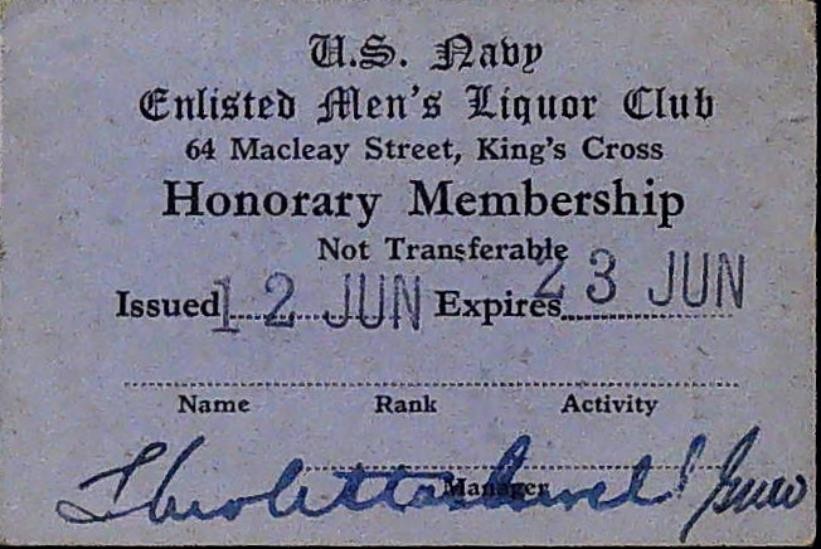 U.S. Navy
Enlisted Men's Liquor Club
64 Macleay Street, King's Cross
Honorary Membership
Not Transferable
Issued 12 JUN Expires 23 JUN
Name Rank Activity
Manager